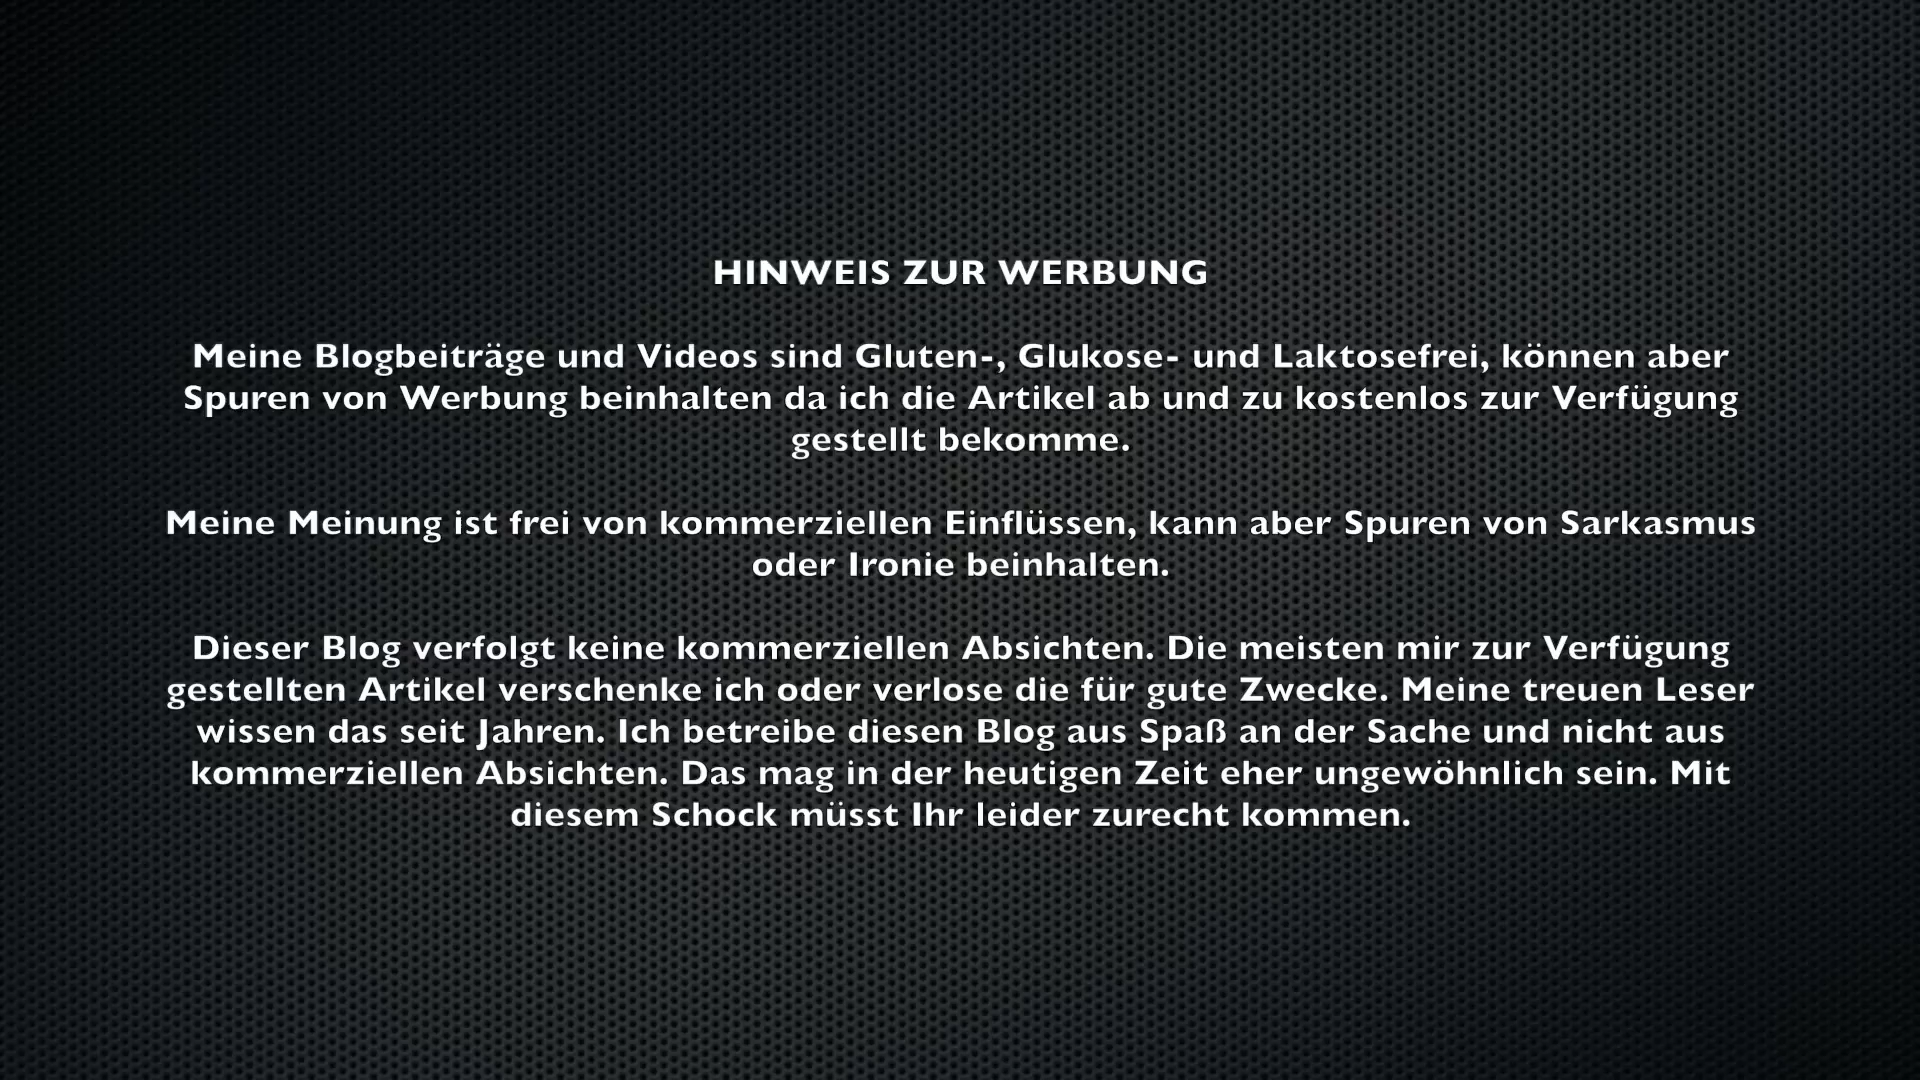 HINWEIS ZUR WERBUNG
Meine Blogbeiträge und Videos sind Gluten-, Glukose- und Laktosefrei, können aber
Spuren von Werbung beinhalten da ich die Artikel ab und zu kostenlos zur Verfügung
gestellt bekomme.
Meine Meinung ist frei von kommerziellen Einflüssen, kann aber Spuren von Sarkasmus
oder Ironie beinhalten.
Dieser Blog verfolgt keine kommerziellen Absichten. Die meisten mir zur Verfügung
gestellten Artikel verschenke ich oder verlose die für gute Zwecke. Meine treuen Leser
wissen das seit Jahren. Ich betreibe diesen Blog aus Spaß an der Sache und nicht aus
kommerziellen Absichten. Das mag in der heutigen Zeit eher ungewöhnlich sein. Mit
diesem Schock müsst Ihr leider zurecht kommen.